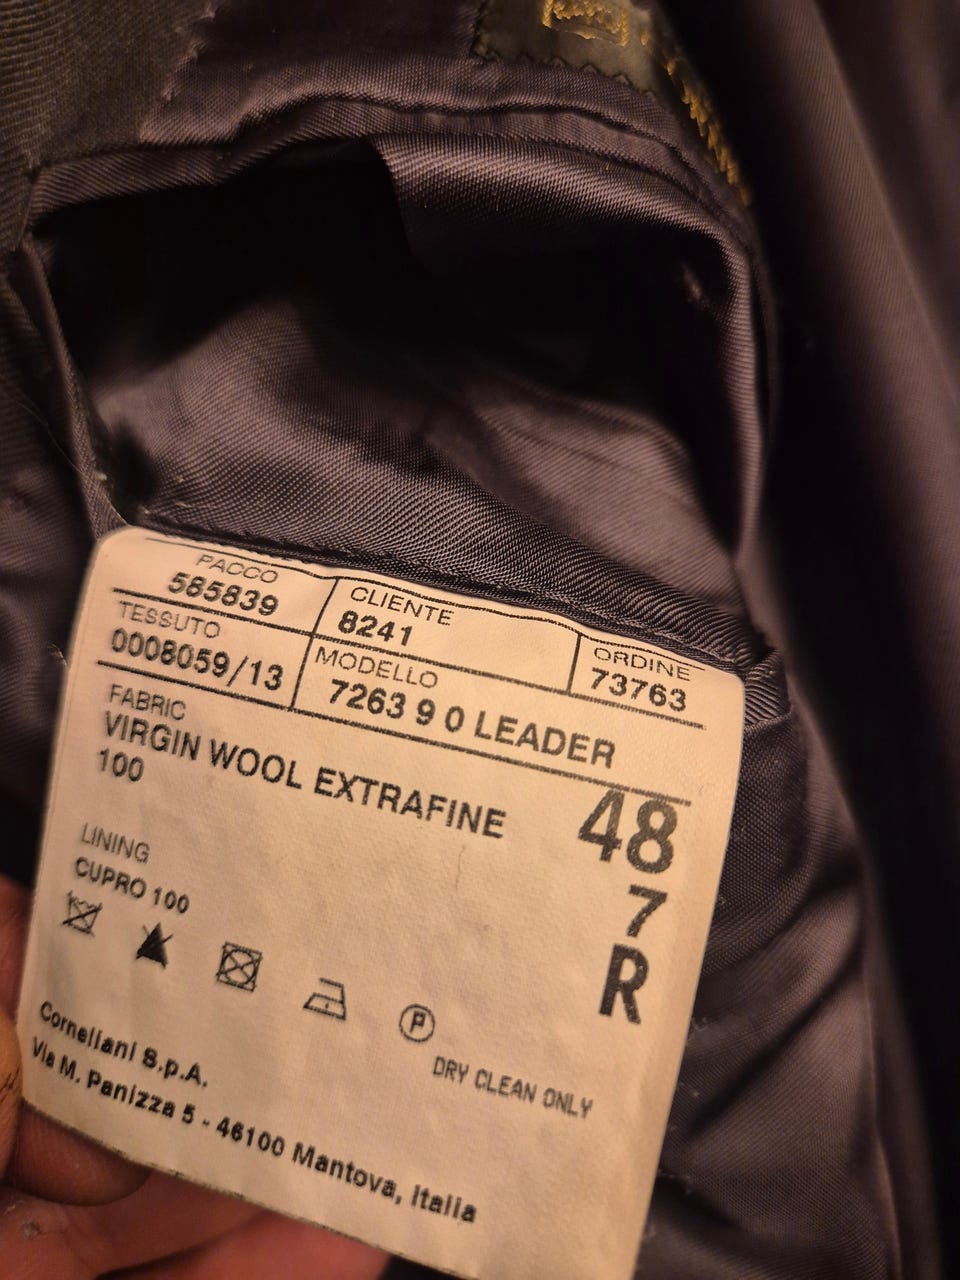 PACCO
585839
CLIENTE
8241
ORDINE
73763
TESSUTO
0008059/13
MODELLO
7263 9 0 LEADER
FABRIC
VIRGIN WOOL EXTRAFINE
100
48
7
R
LINING
CUPRO 100
P
DRY CLEAN ONLY
Corneliani S.p.A.
Via M. Panizza 5 - 46100 Mantova, Italia